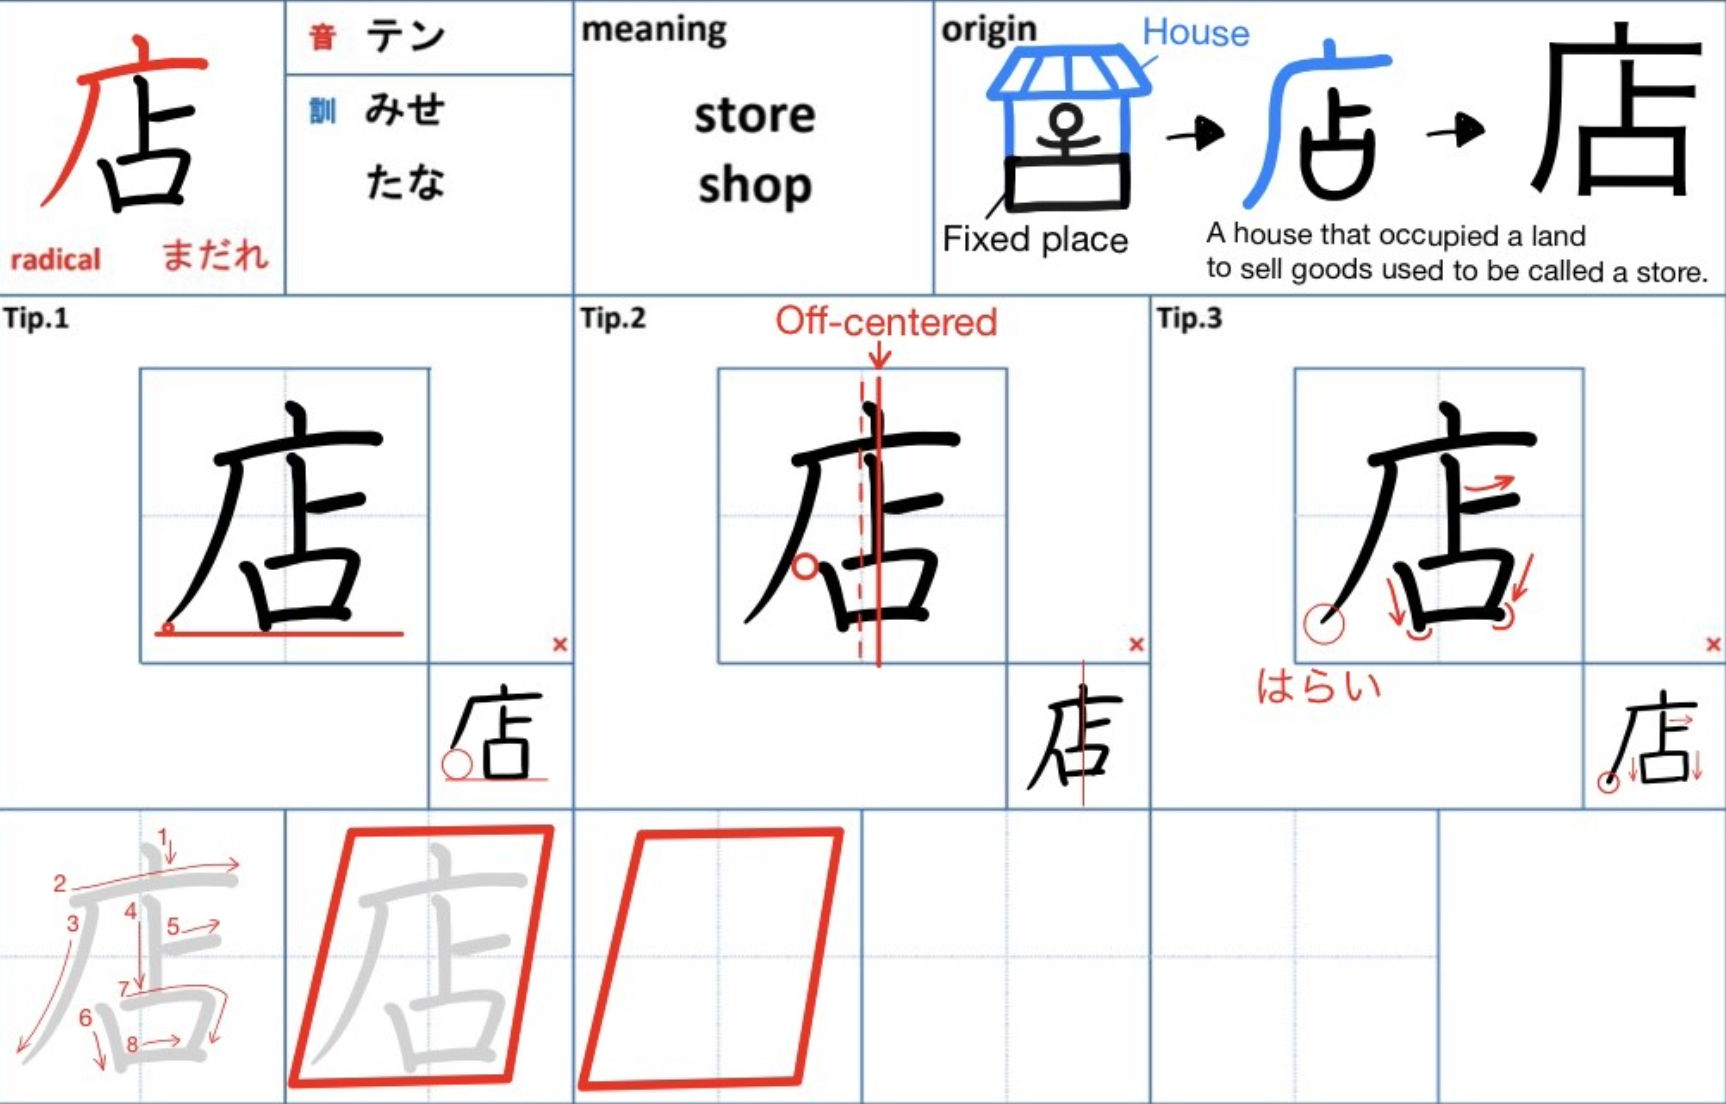 店
radical まだれ
音 テン
訓 みせ
たな
meaning
store
shop
origin
House
店
店
Fixed place
A house that occupied a land
to sell goods used to be called a store.
Tip.1
店
×
店
Tip.2
Off-centered
店
×
店
Tip.3
店
はらい
×
店
店
1
2
3
4
5
6
7
8
店